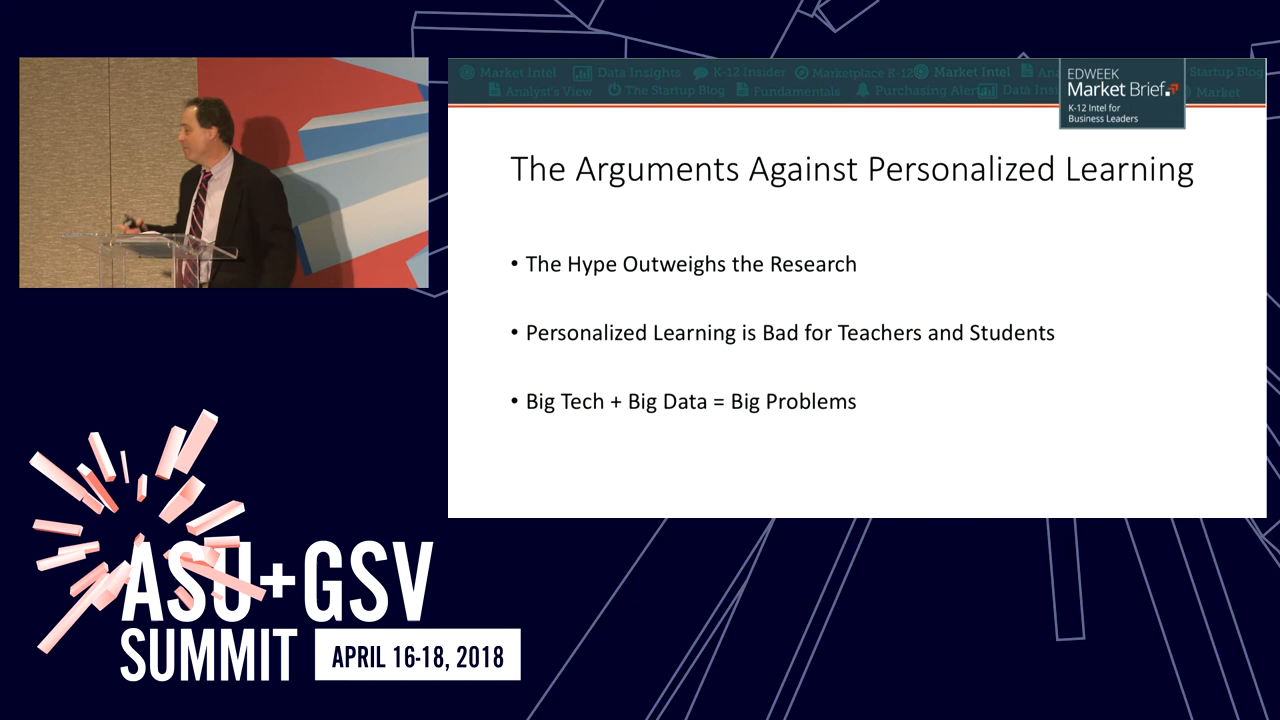 Market Intel Data Insights K-12 Insider Marketplace K-12 Market Intel Startup Blog
Analyst's View The Startup Blog Fundamentals Purchasing Alert Data Market
EDWEEK
Market Brief
K-12 Intel for
Business Leaders
The Arguments Against Personalized Learning
• The Hype Outweighs the Research
• Personalized Learning is Bad for Teachers and Students
• Big Tech + Big Data = Big Problems
ASU+GSV
SUMMIT
APRIL 16-18, 2018